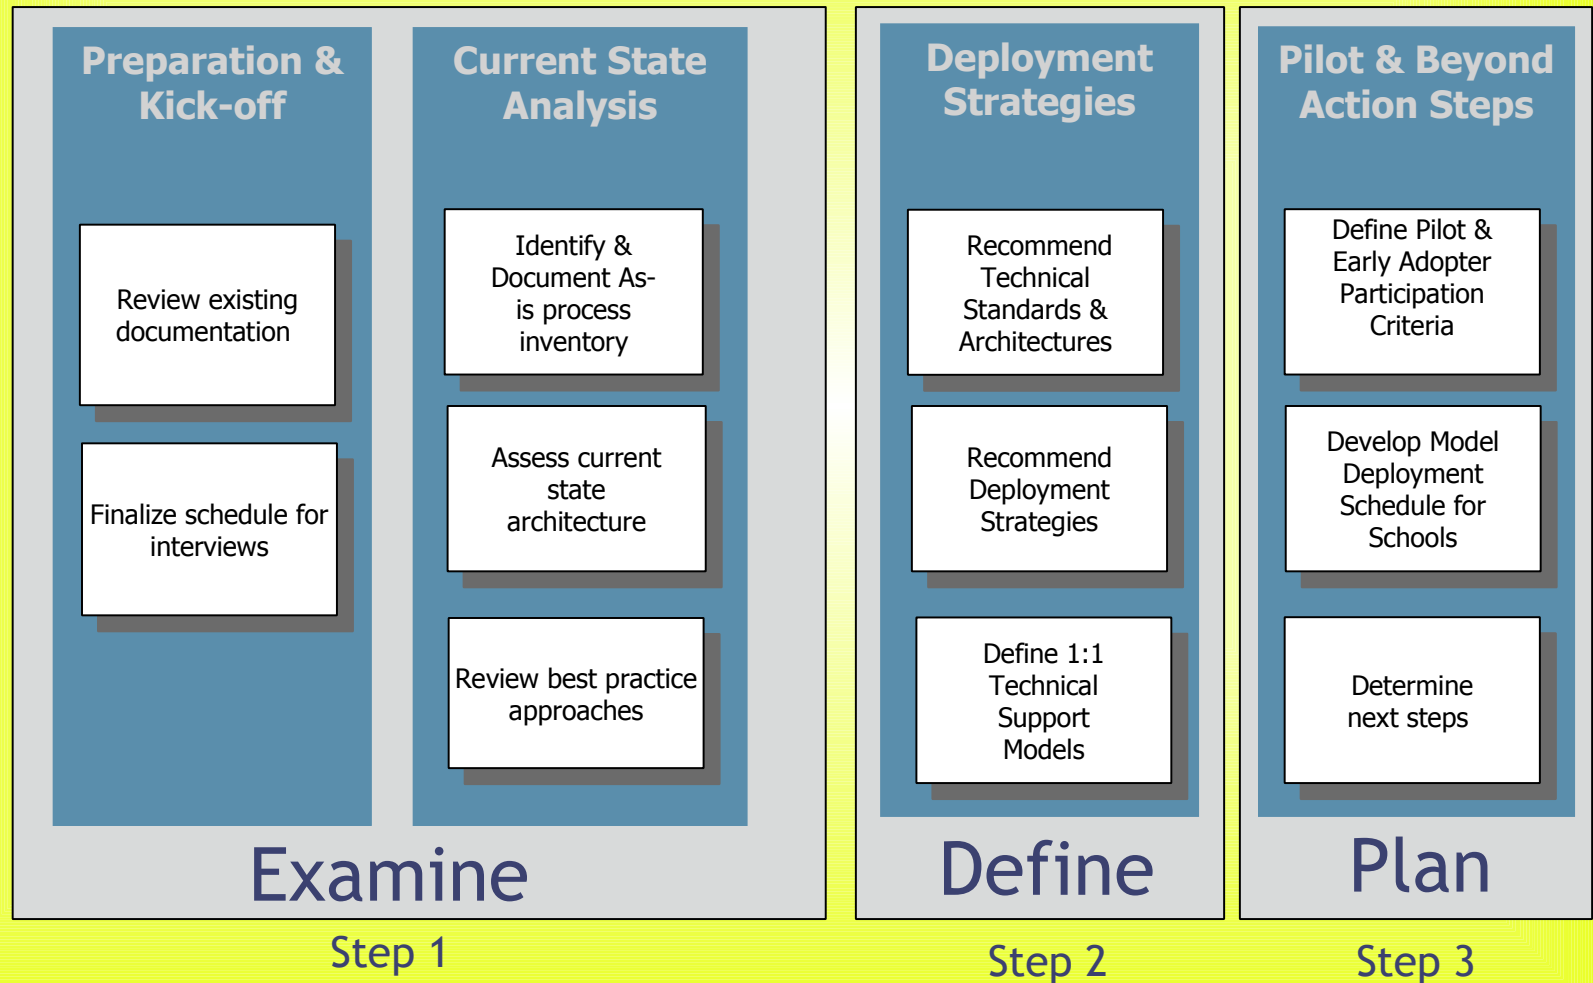 Preparation &
Kick-off
Review existing
documentation
Finalize schedule for
interviews
Current State
Analysis
Identify &
Document As-
is process
inventory
Assess current
state
architecture
Review best practice
approaches
Examine
Step 1
Deployment
Strategies
Recommend
Technical
Standards &
Architectures
Recommend
Deployment
Strategies
Define 1:1
Technical
Support
Models
Define
Step 2
Pilot & Beyond
Action Steps
Define Pilot &
Early Adopter
Participation
Criteria
Develop Model
Deployment
Schedule for
Schools
Determine
next steps
Plan
Step 3